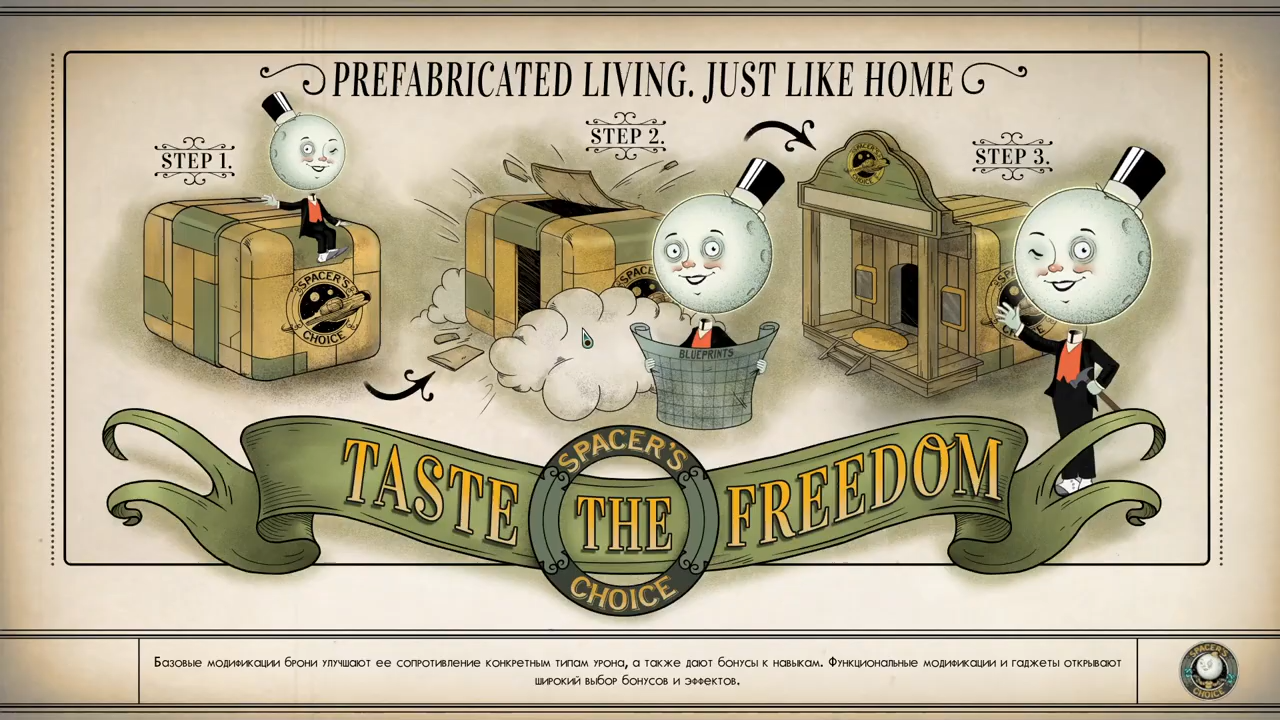 PREFABRICATED LIVING. JUST LIKE HOME
STEP 1.
STEP 2.
STEP 3.
SPACER'S
CHOICE
SPACER'S
CHOICE
BLUEPRINTS
TASTE THE FREEDOM
SPACER'S
CHOICE
Базовые модификации брони улучшают ее сопротивление конкретным типам урона, а также дают бонусы к навыкам. Функциональные модификации и гаджеты открывают
широкий выбор бонусов и эффектов.
SPACER'S
CHOICE